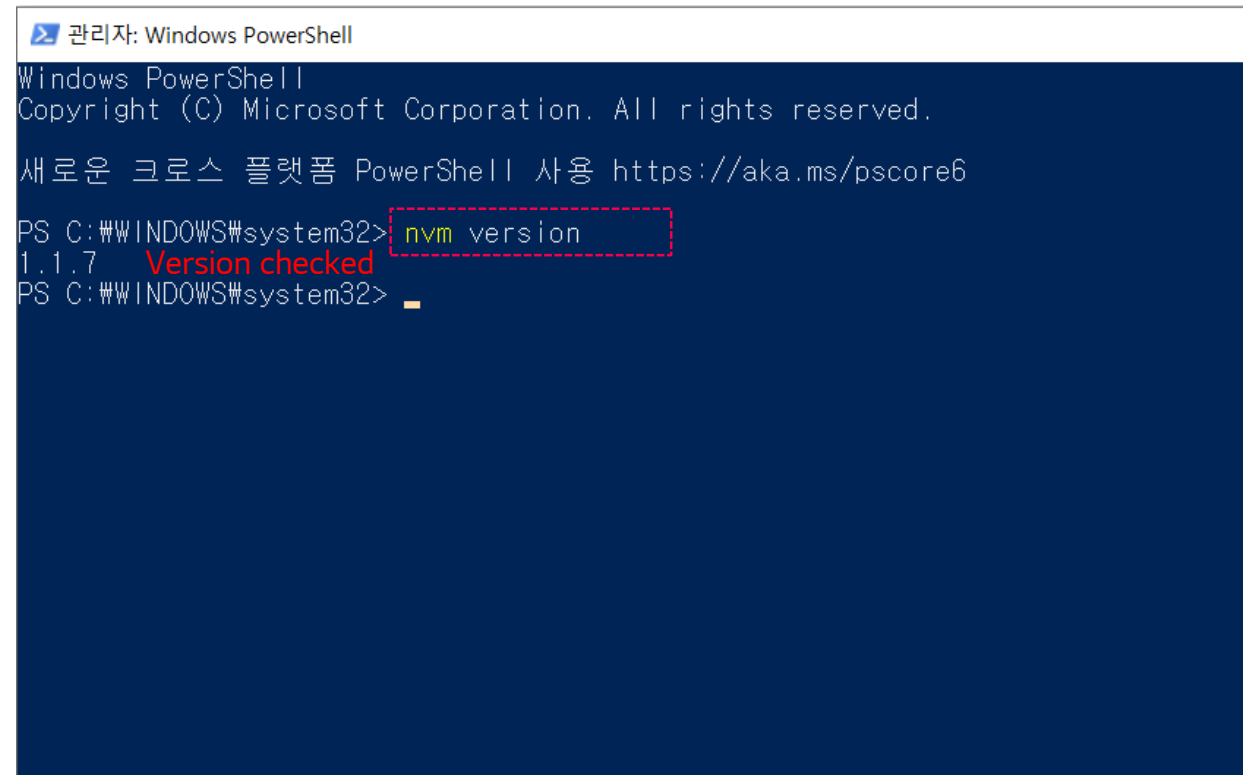 관리자: Windows PowerShell
Windows PowerShell
Copyright (C) Microsoft Corporation. All rights reserved.
새로운 크로스 플랫폼 PowerShell 사용 https://aka.ms/pscore6
PS C:₩WINDOWS₩system32> nvm version
1.1.7 Version checked
PS C:₩WINDOWS₩system32>